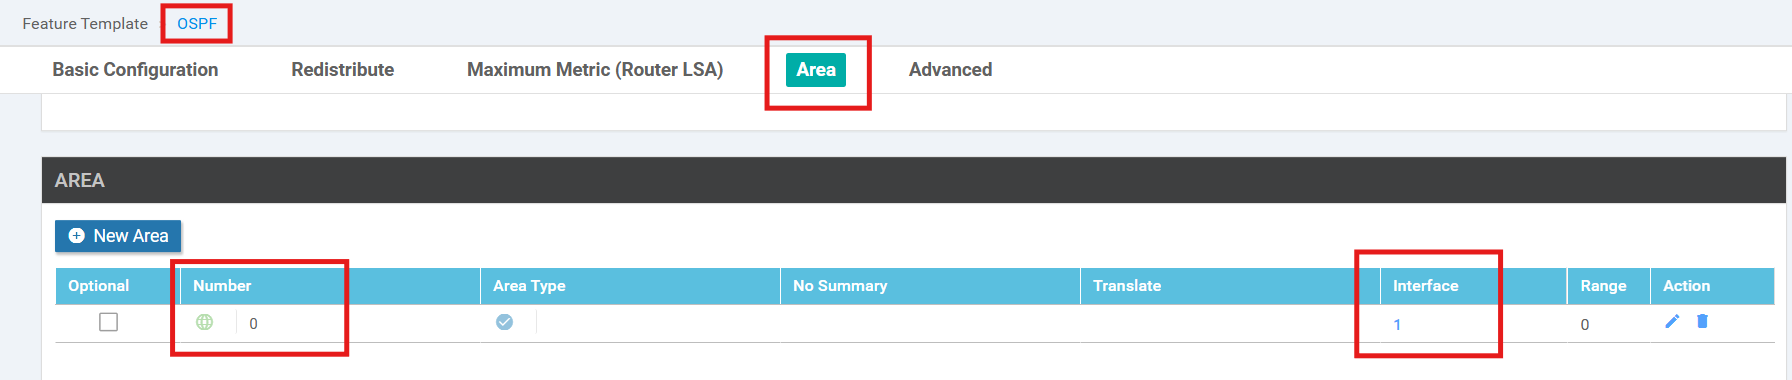 Feature Template > OSPF
Basic Configuration Redistribute Maximum Metric (Router LSA) Area Advanced
AREA
New Area
Optional Number Area Type No Summary Translate Interface Range Action
0 1 0